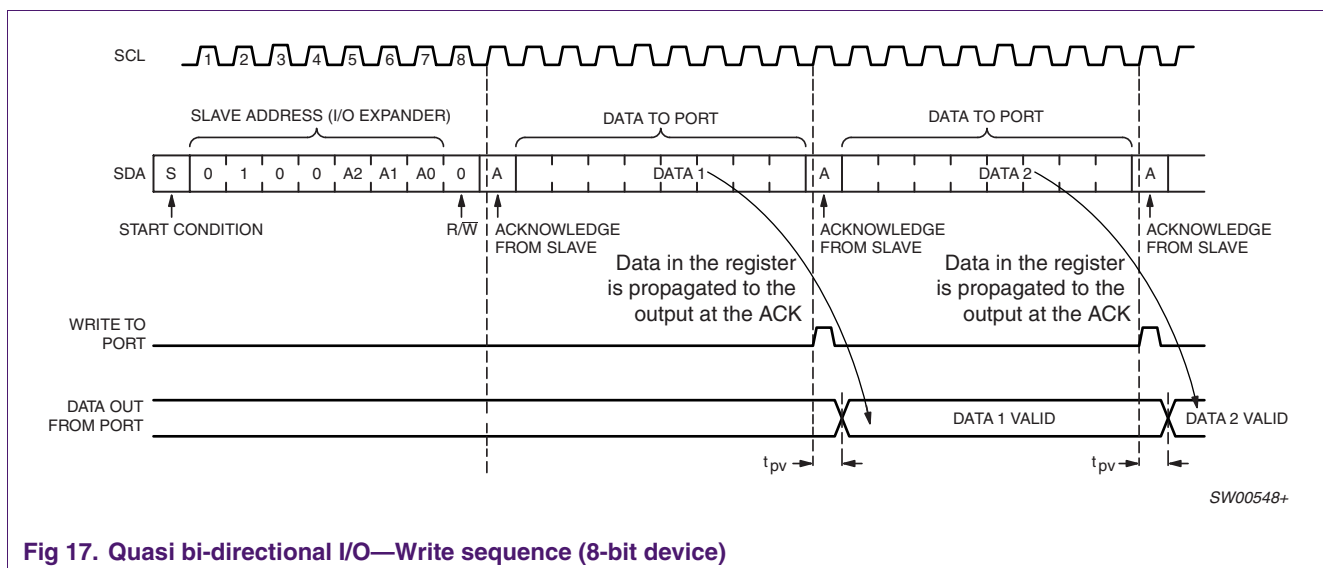 SCL 1 2 3 4 5 6 7 8
SLAVE ADDRESS (I/O EXPANDER) DATA TO PORT DATA TO PORT
SDA S 0 1 0 0 A2 A1 A0 0 A DATA 1 A DATA 2 A
START CONDITION R/W̅ ACKNOWLEDGE FROM SLAVE ACKNOWLEDGE FROM SLAVE ACKNOWLEDGE FROM SLAVE
Data in the register
is propagated to the
output at the ACK
Data in the register
is propagated to the
output at the ACK
WRITE TO
PORT
DATA OUT
FROM PORT
DATA 1 VALID DATA 2 VALID
tpv tpv
SW00548+
Fig 17. Quasi bi-directional I/O—Write sequence (8-bit device)